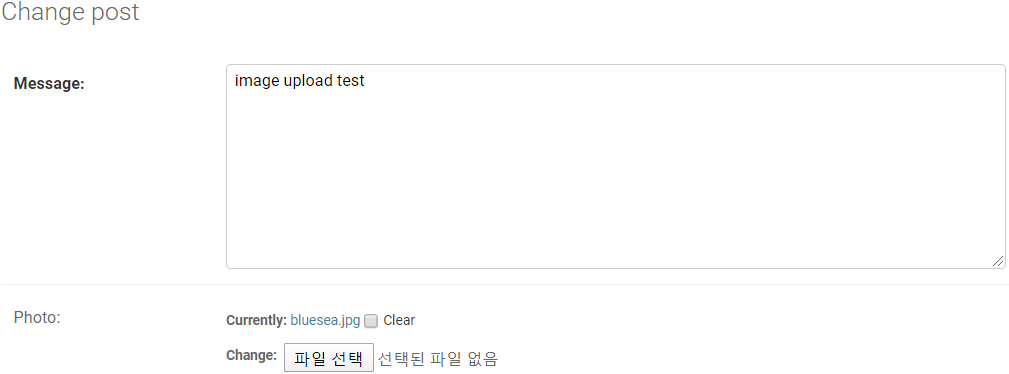 Change post
Message:
image upload test
Photo:
Currently: bluesea.jpg Clear
Change: 파일 선택 선택된 파일 없음